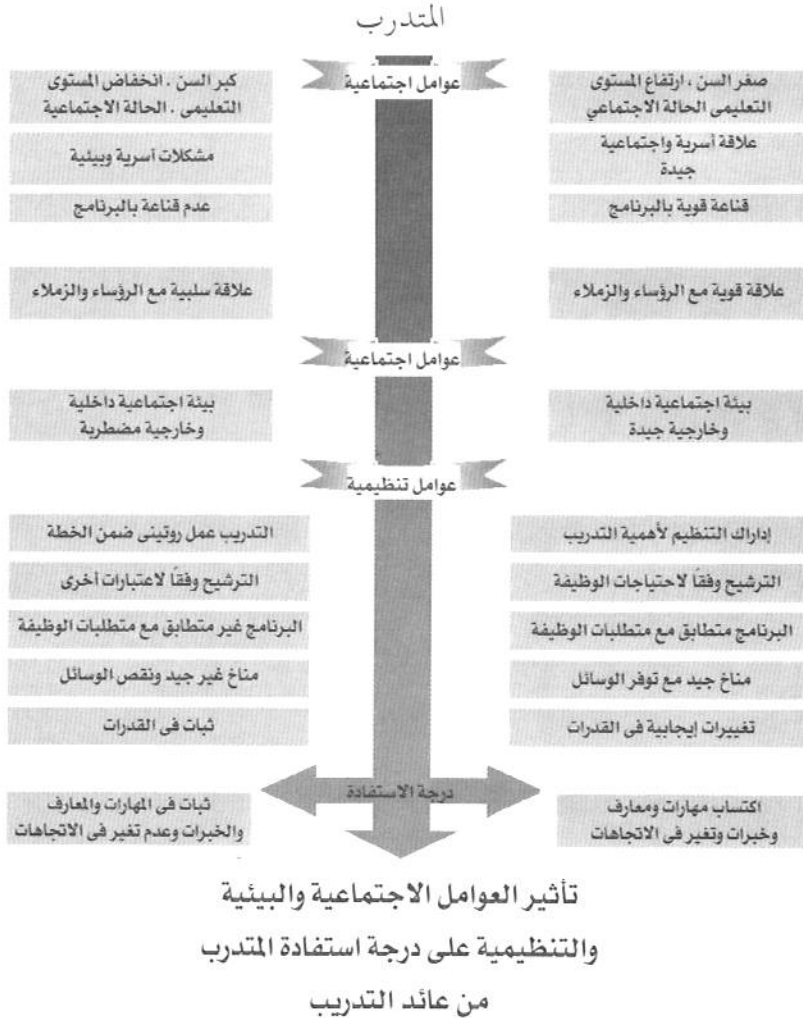 المتدرب
عوامل اجتماعية
صغر السن ، ارتفاع المستوى
التعليمى الحالة الاجتماعي
كبر السن . انخفاض المستوى
التعليمى . الحالة الاجتماعية
علاقة أسرية واجتماعية
جيدة
مشكلات أسرية وبيئية
قناعة قوية بالبرنامج
عدم قناعة بالبرنامج
علاقة قوية مع الرؤساء والزملاء
علاقة سلبية مع الرؤساء والزملاء
عوامل اجتماعية
بيئة اجتماعية داخلية
وخارجية جيدة
بيئة اجتماعية داخلية
وخارجية مضطرية
عوامل تنظيمية
إداراك التنظيم لأهمية التدريب
التدريب عمل روتينى ضمن الخطة
الترشيح وفقاً لاحتياجات الوظيفة
الترشيح وفقاً لاعتبارات أخرى
البرنامج متطابق مع متطلبات الوظيفة
البرنامج غير متطابق مع متطلبات الوظيفة
مناخ جيد مع توفر الوسائل
مناخ غير جيد ونقص الوسائل
تغييرات إيجابية فى القدرات
ثبات فى القدرات
درجة الاستفادة
اكتساب مهارات ومعارف
وخبرات وتغير فى الاتجاهات
ثبات فى المهارات والمعارف
والخبرات وعدم تغير فى الاتجاهات
تأثير العوامل الاجتماعية والبيئية
والتنظيمية على درجة استفادة المتدرب
من عائد التدريب